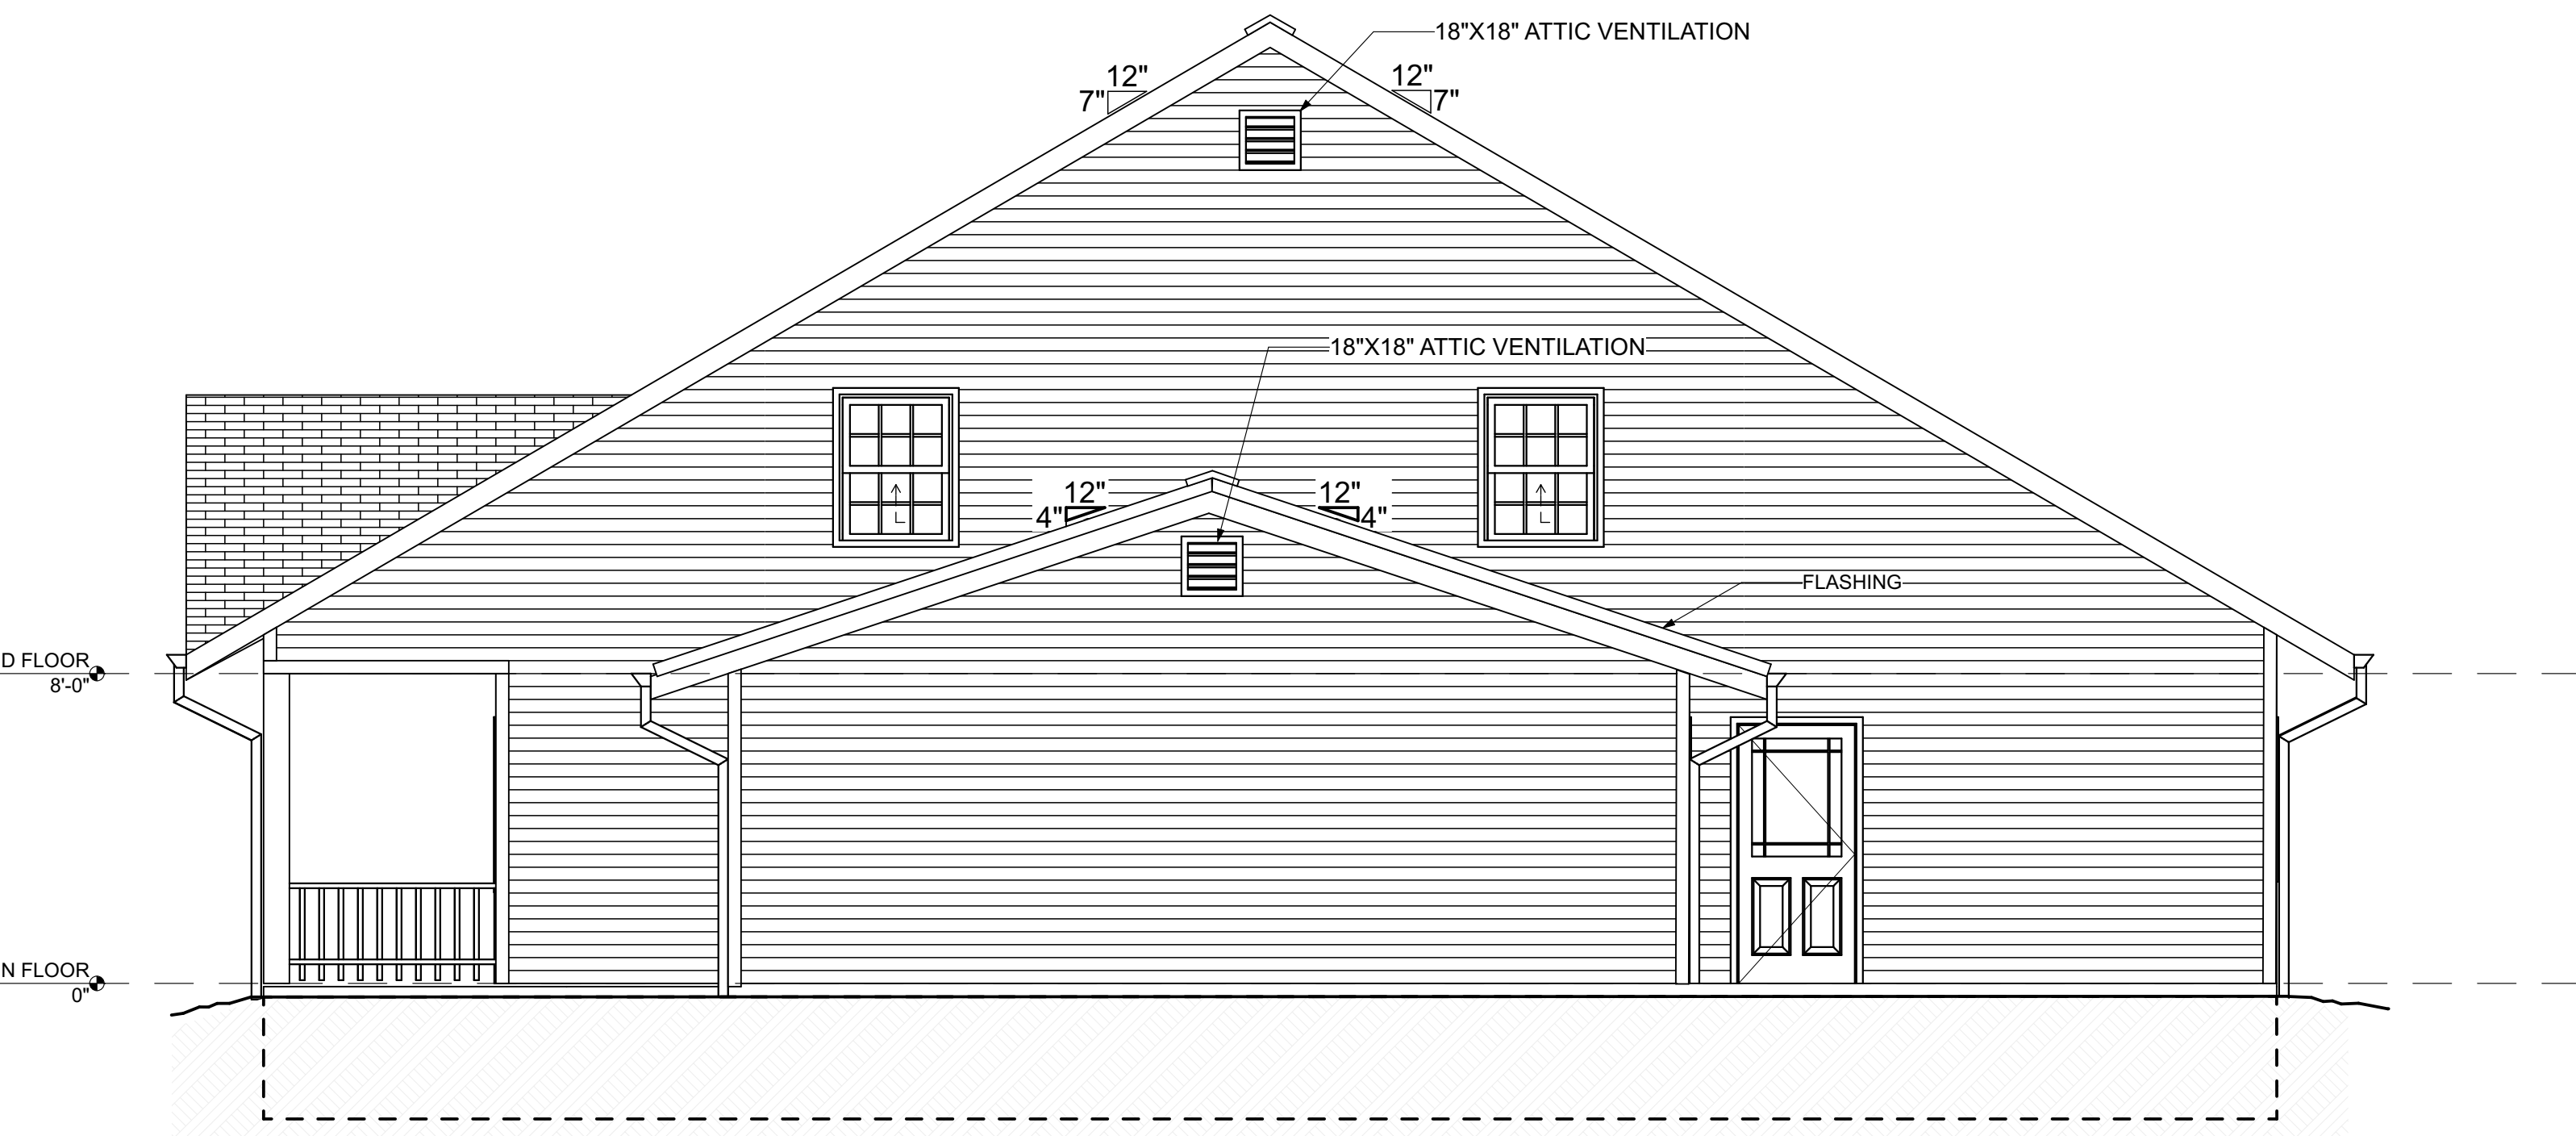 18"X18" ATTIC VENTILATION
12"
7"
12"
7"
18"X18" ATTIC VENTILATION
12"
4"
12"
4"
FLASHING
D FLOOR
8'-0"
N FLOOR
0"